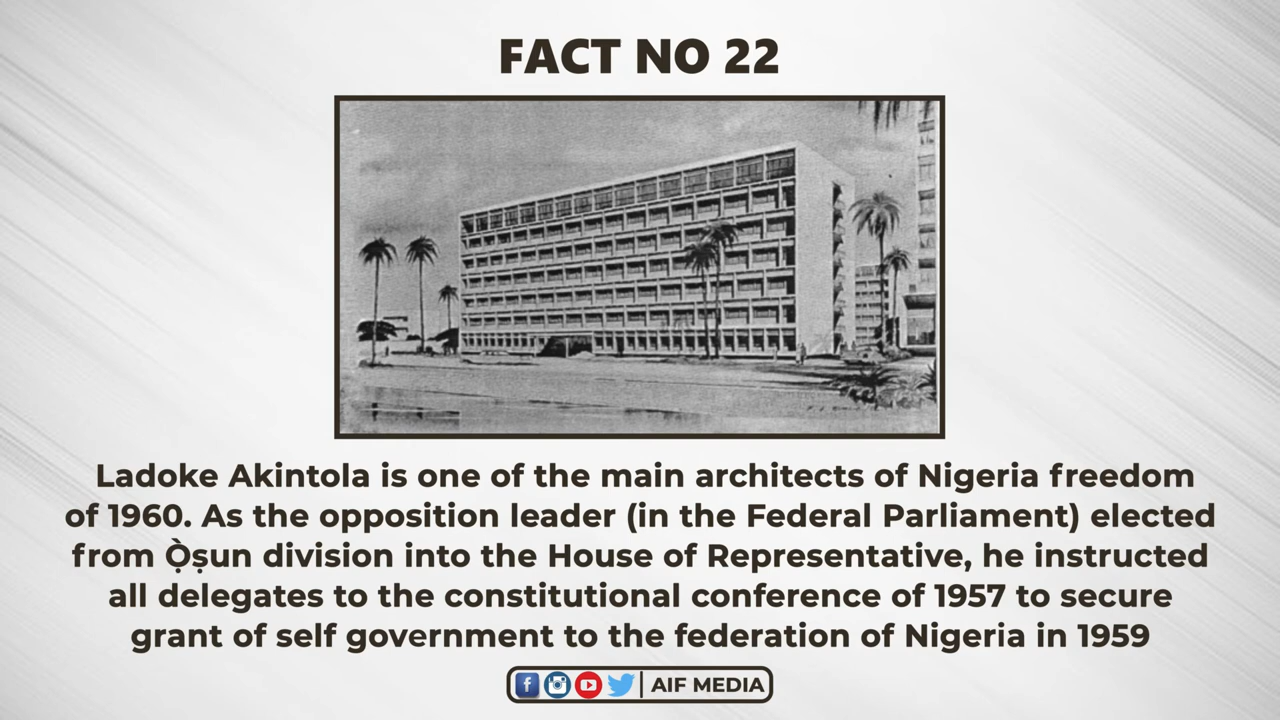 FACT NO 22
Ladoke Akintola is one of the main architects of Nigeria freedom
of 1960. As the opposition leader (in the Federal Parliament) elected
from Ọ̀ṣun division into the House of Representative, he instructed
all delegates to the constitutional conference of 1957 to secure
grant of self government to the federation of Nigeria in 1959
AIF MEDIA